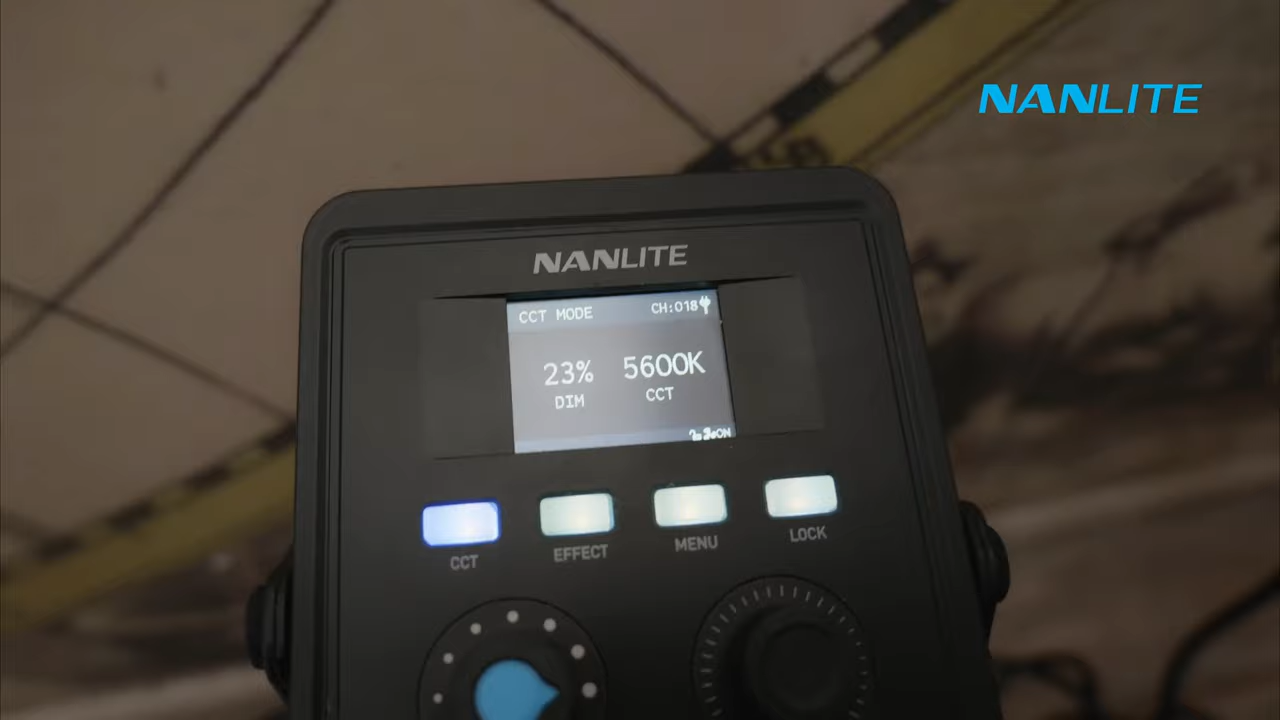 NANLITE
NANLITE
CCT MODE CH:018
23% 5600K
DIM CCT
CCT EFFECT MENU LOCK